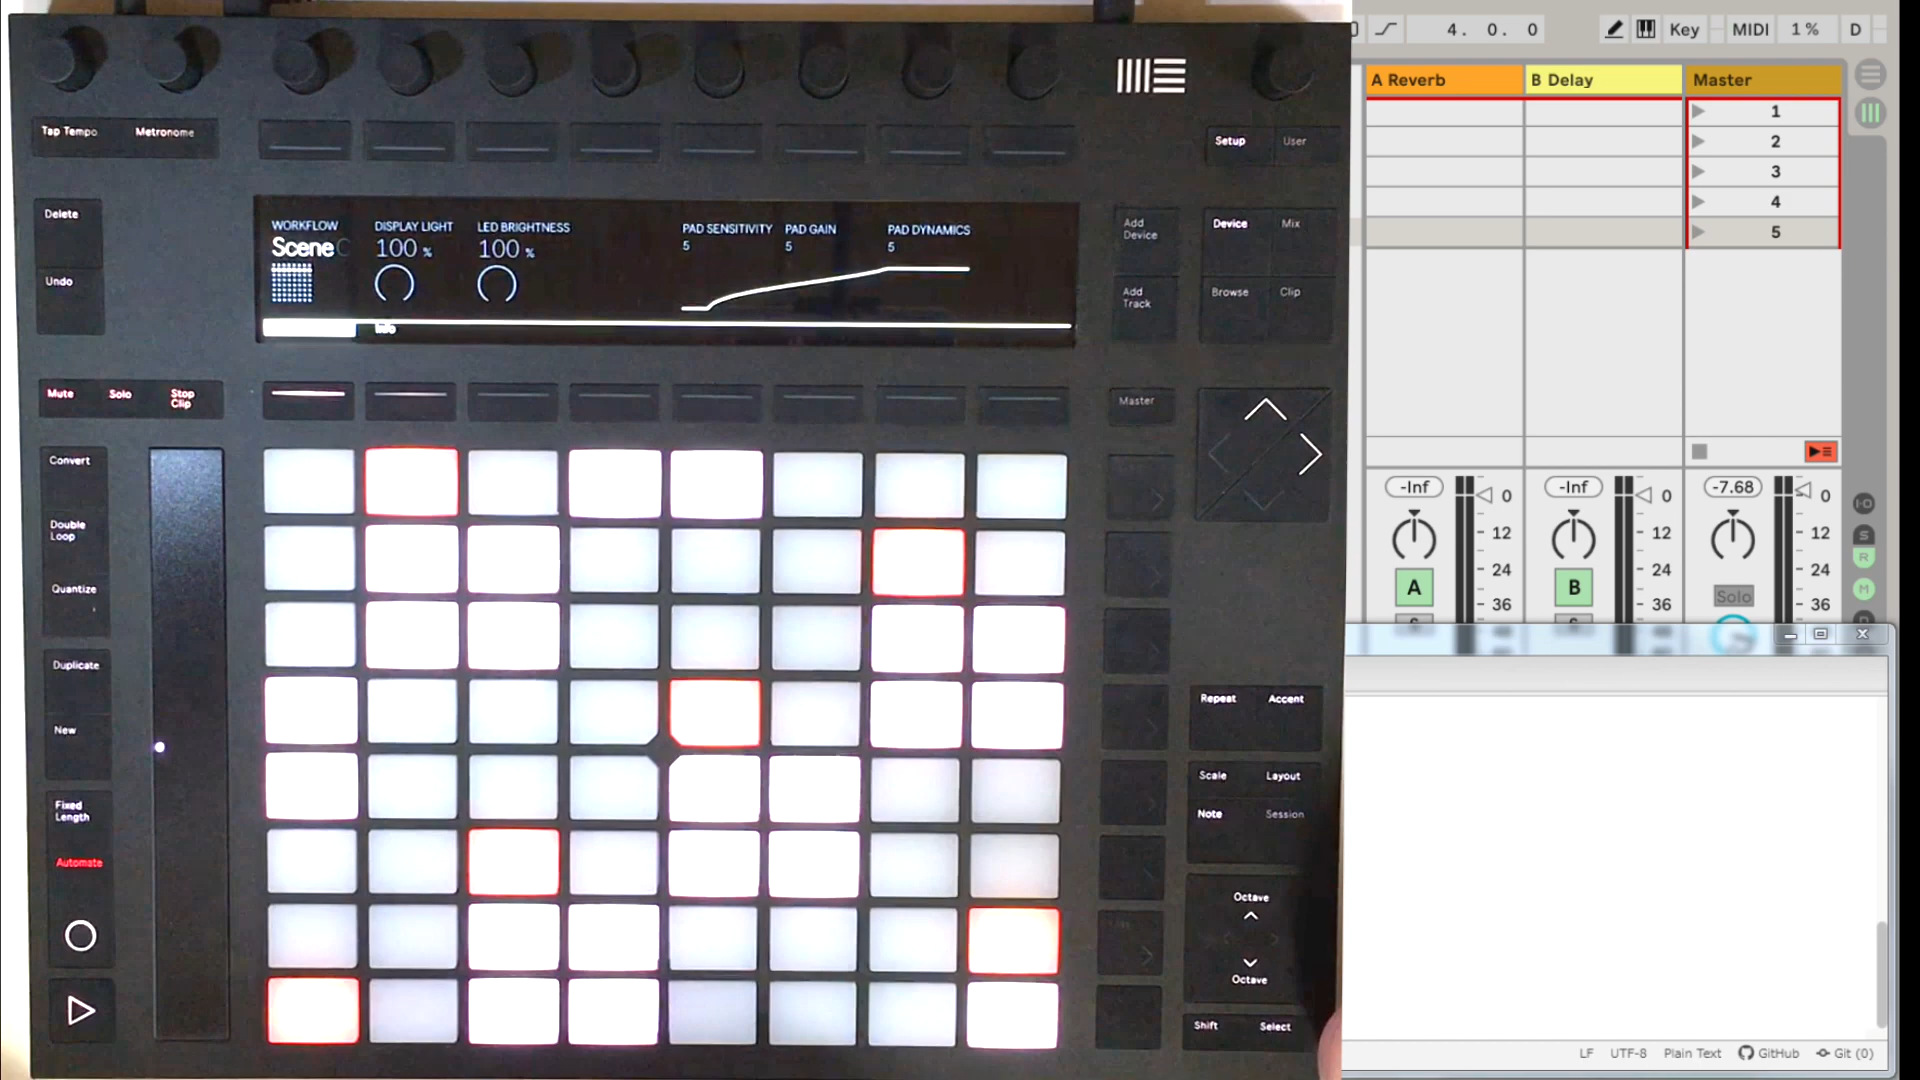 Tap Tempo
Metronome
Setup
User
Delete
Undo
WORKFLOW
Scene
DISPLAY LIGHT
100 %
LED BRIGHTNESS
100 %
PAD SENSITIVITY
5
PAD GAIN
5
PAD DYNAMICS
5
Info
Add
Device
Device
Mix
Add
Track
Browse
Clip
Mute
Solo
Stop
Clip
Master
Convert
Double
Loop
Quantize
Duplicate
New
Fixed
Length
Automate
Repeat
Accent
Scale
Layout
Note
Session
Octave
Octave
Shift
Select
4. 0. 0
Key
MIDI
1 %
D
A Reverb
B Delay
Master
1
2
3
4
5
-Inf
-Inf
-7.68
0
0
0
12
12
12
24
24
24
36
36
36
A
B
Solo
I·O
S
R
M
LF
UTF-8
Plain Text
GitHub
Git (0)